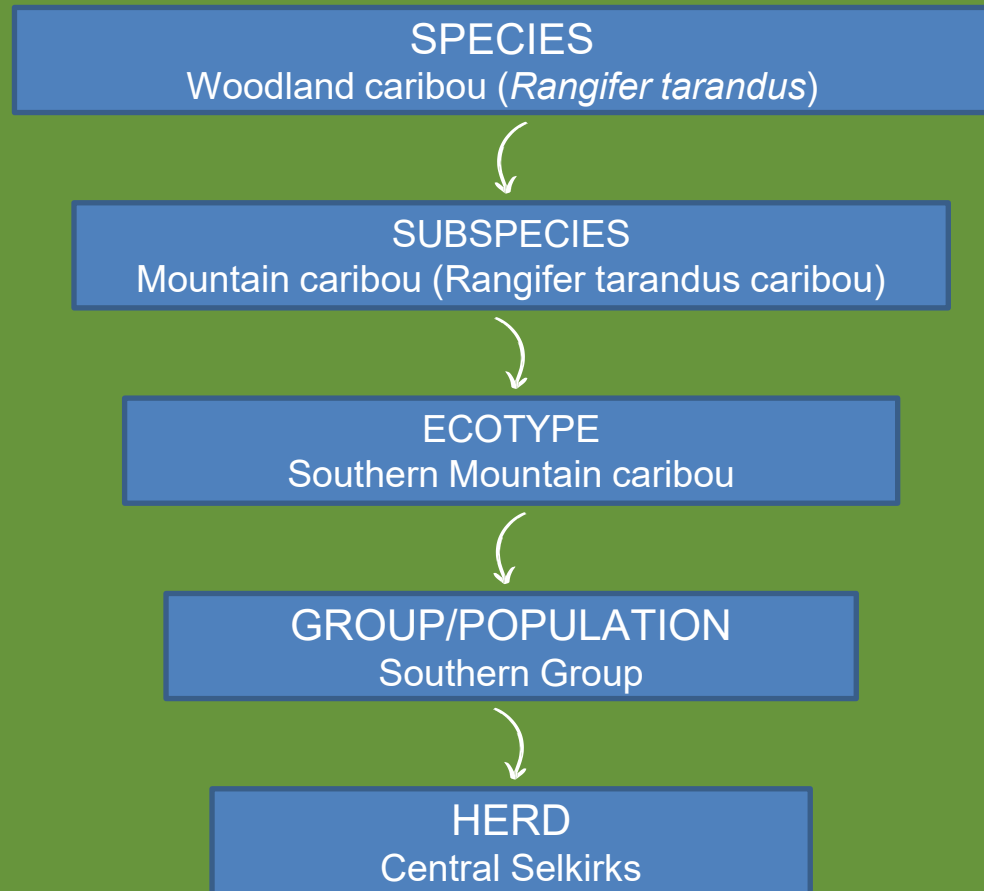 SPECIES
Woodland caribou (Rangifer tarandus)
SUBSPECIES
Mountain caribou (Rangifer tarandus caribou)
ECOTYPE
Southern Mountain caribou
GROUP/POPULATION
Southern Group
HERD
Central Selkirks